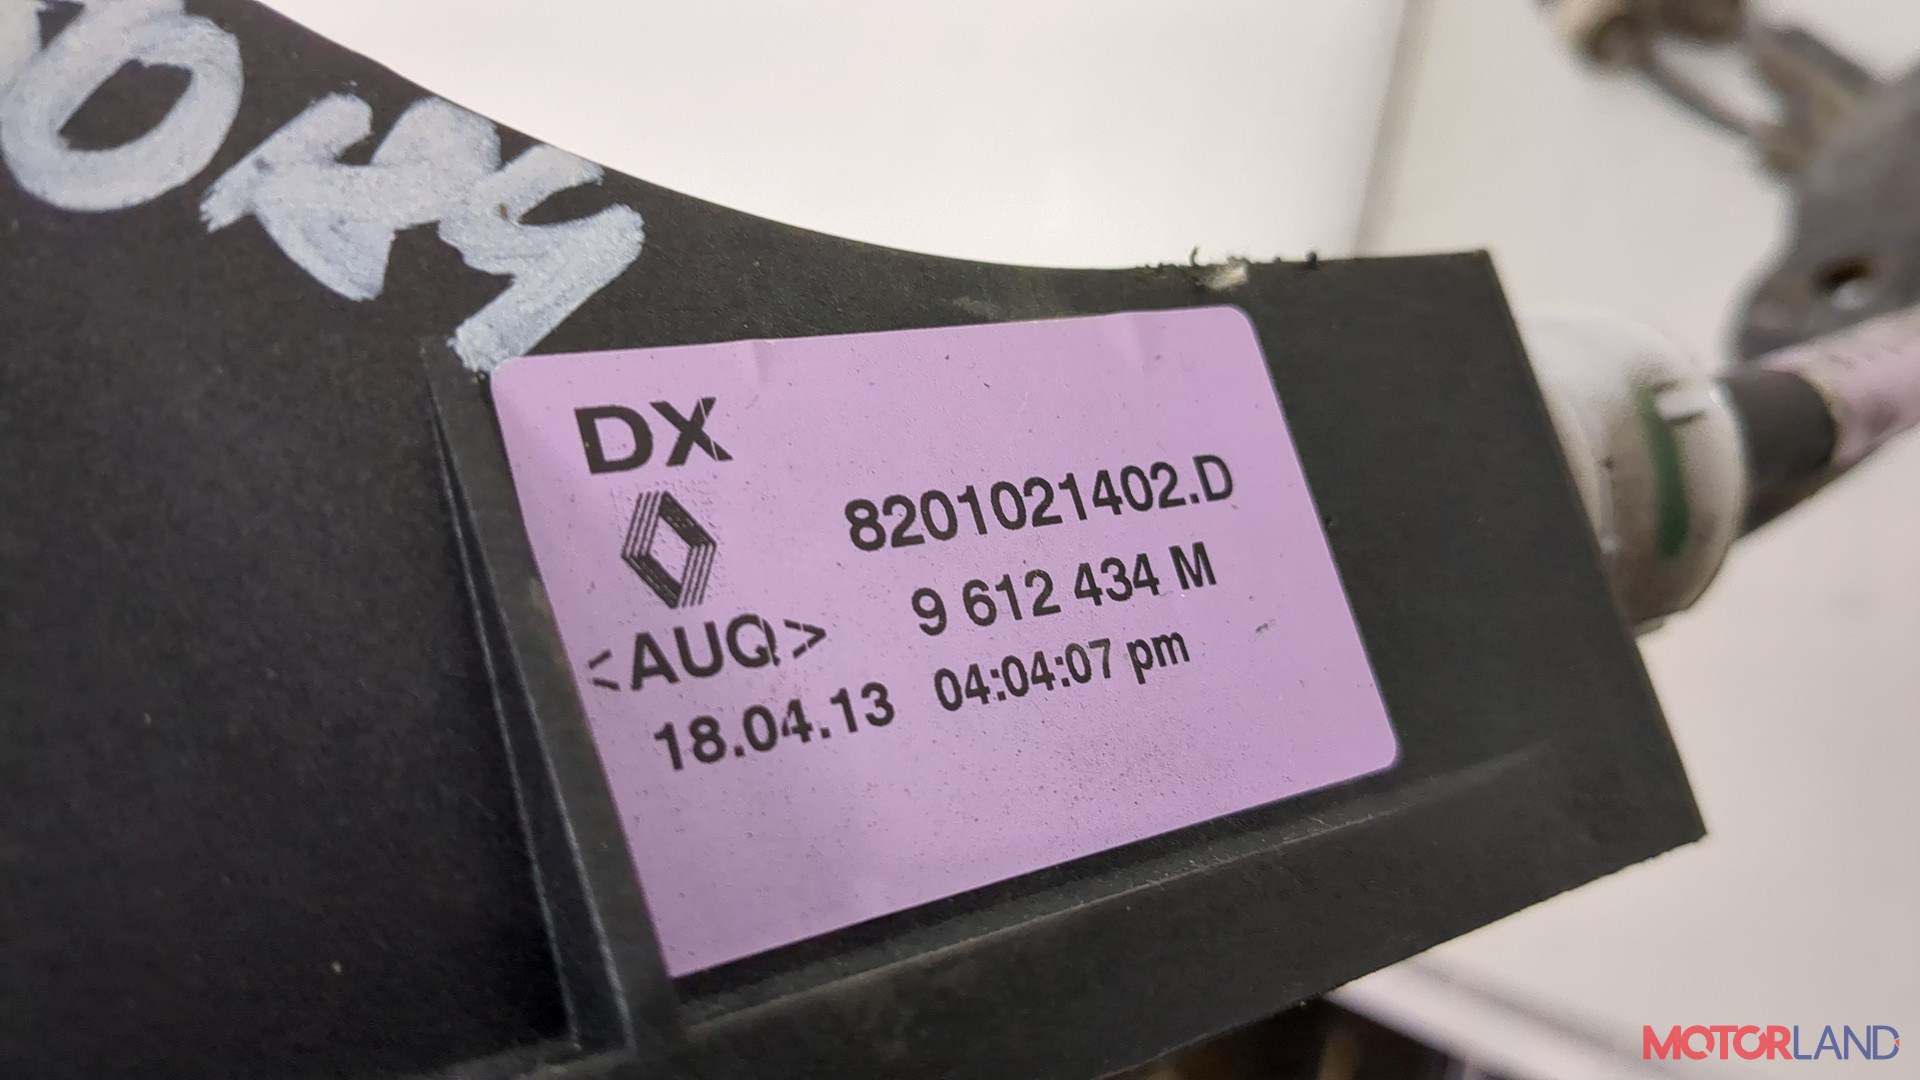 DX
8201021402.D
9 612 434 M
<AUQ>
18.04.13 04:04:07 pm
MOTORLAND